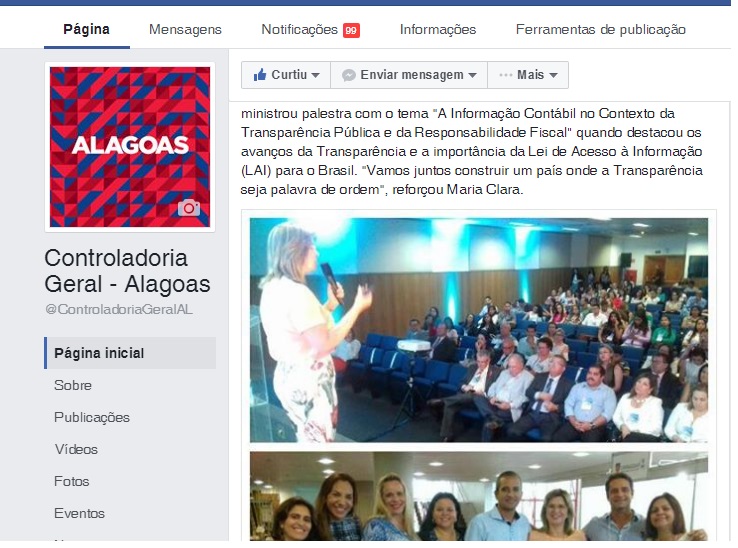 Página
Mensagens
Notificações 99
Informações
Ferramentas de publicação
ALAGOAS
Controladoria
Geral - Alagoas
@ControladoriaGeralAL
Página inicial
Sobre
Publicações
Vídeos
Fotos
Eventos
Curtiu
Enviar mensagem
Mais
ministrou palestra com o tema "A Informação Contábil no Contexto da
Transparência Pública e da Responsabilidade Fiscal" quando destacou os
avanços da Transparência e a importância da Lei de Acesso à Informação
(LAI) para o Brasil. "Vamos juntos construir um país onde a Transparência
seja palavra de ordem", reforçou Maria Clara.